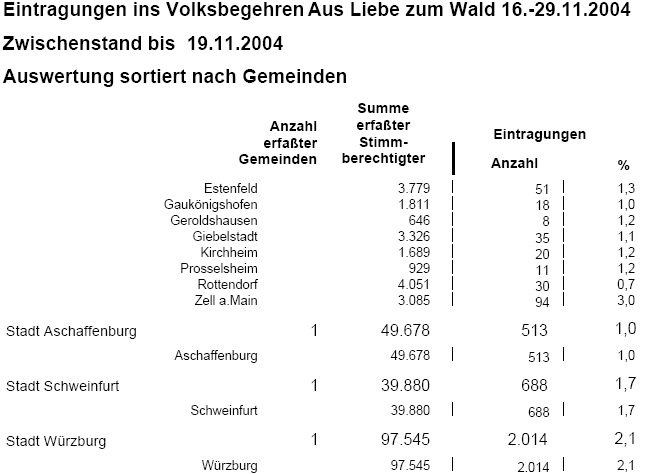 Eintragungen ins Volksbegehren Aus Liebe zum Wald 16.-29.11.2004
Zwischenstand bis 19.11.2004
Auswertung sortiert nach Gemeinden
Anzahl erfaßter Gemeinden
Summe erfaßter Stimm-berechtigter
Eintragungen
Anzahl %
Estenfeld 3.779 51 1,3
Gaukönigshofen 1.811 18 1,0
Geroldshausen 646 8 1,2
Giebelstadt 3.326 35 1,1
Kirchheim 1.689 20 1,2
Prosselsheim 929 11 1,2
Rottendorf 4.051 30 0,7
Zell a.Main 3.085 94 3,0
Stadt Aschaffenburg 1 49.678 513 1,0
Aschaffenburg 49.678 513 1,0
Stadt Schweinfurt 1 39.880 688 1,7
Schweinfurt 39.880 688 1,7
Stadt Würzburg 1 97.545 2.014 2,1
Würzburg 97.545 2.014 2,1